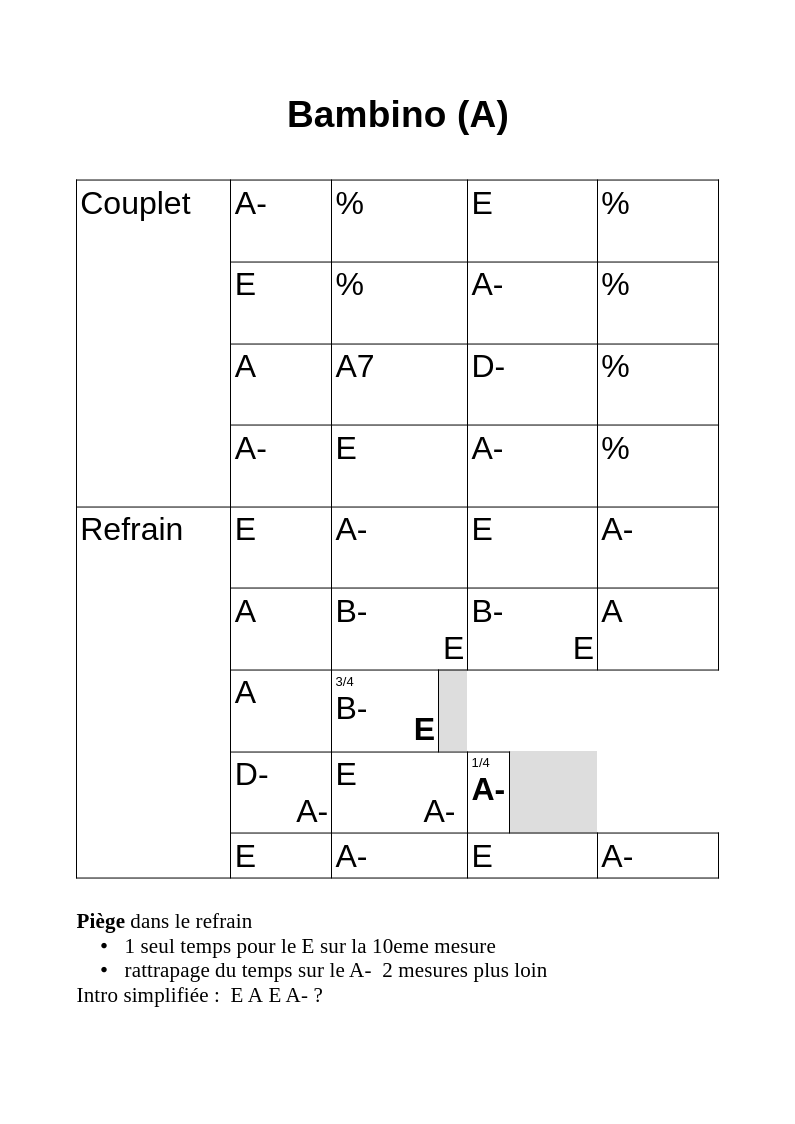 Bambino (A)
Couplet A- % E %
E % A- %
A A7 D- %
A- E A- %
Refrain E A- E A-
A B- B- A
E E
A 3/4
B-
E
D- E 1/4
A-
A- A-
E A- E A-
Piège dans le refrain
• 1 seul temps pour le E sur la 10eme mesure
• rattrapage du temps sur le A- 2 mesures plus loin
Intro simplifiée : E A E A- ?